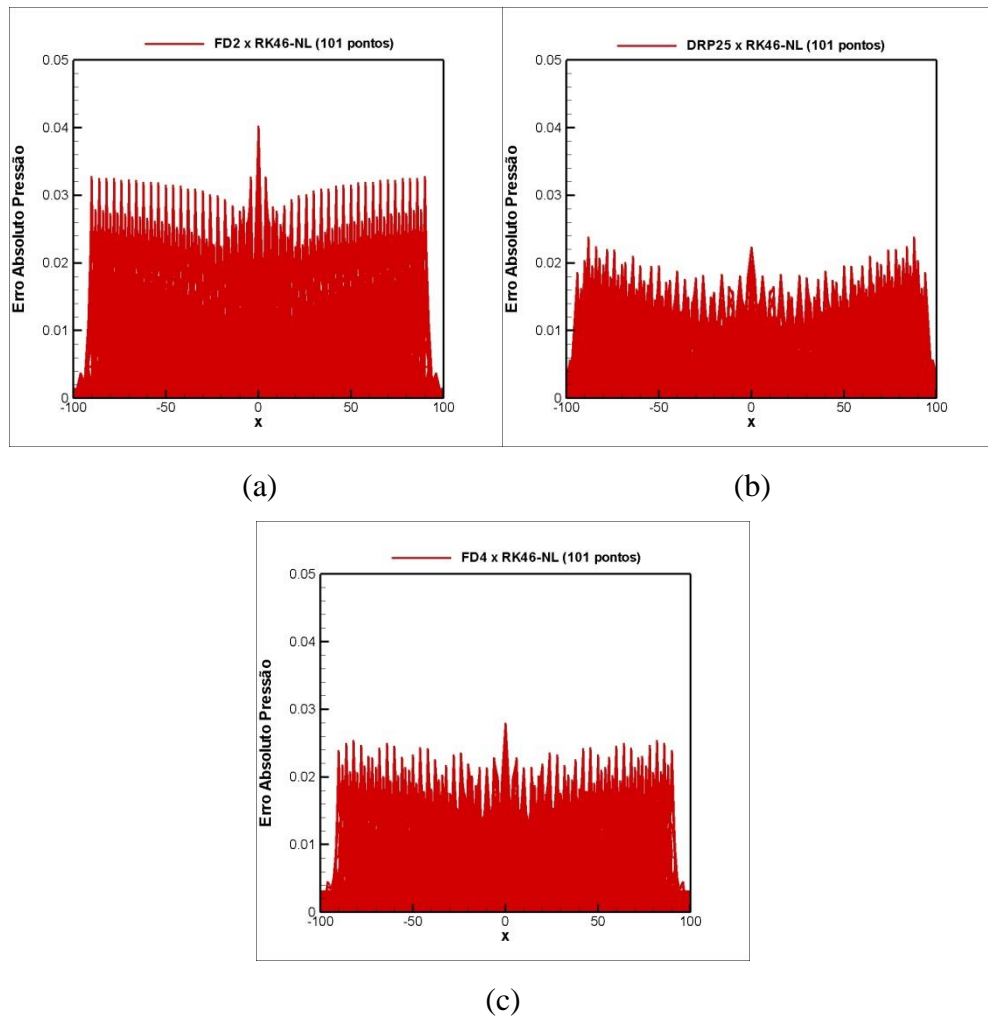 FD2 x RK46-NL (101 pontos)
0.05
0.04
0.03
0.02
0.01
0
Erro Absoluto Pressão
-100
-50
0
50
100
x
DRP25 x RK46-NL (101 pontos)
0.05
0.04
0.03
0.02
0.01
0
Erro Absoluto Pressão
-100
-50
0
50
100
x
(a)
(b)
FD4 x RK46-NL (101 pontos)
0.05
0.04
0.03
0.02
0.01
0
Erro Absoluto Pressão
-100
-50
0
50
100
x
(c)